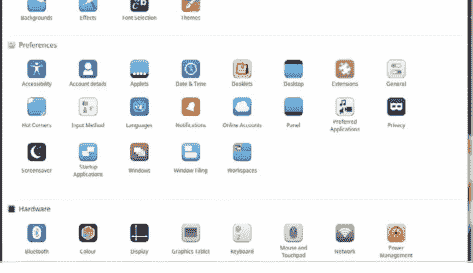 Backgrounds Effects Font Selection Themes
Preferences
Accessibility Account details Applets Date & Time Desklets Desktop Extensions General
Hot Corners Input Method Languages Notifications Online Accounts Panel Preferred Applications Privacy
Screensaver Startup Applications Windows Window Tiling Workspaces
Hardware
Bluetooth Colour Display Graphics Tablet Keyboard Mouse and Touchpad Network Power Management